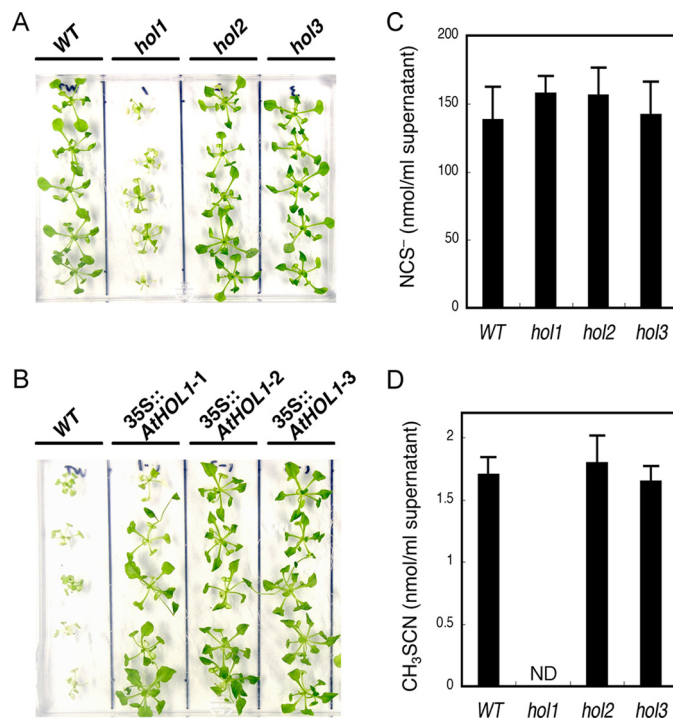 A
WT
hol1
hol2
hol3
B
WT
35S::
AtHOL1-1
35S::
AtHOL1-2
35S::
AtHOL1-3
C
NCS⁻ (nmol/ml supernatant)
200
150
100
50
0
WT hol1 hol2 hol3
D
CH₃SCN (nmol/ml supernatant)
2
1.5
1
0.5
0
ND
WT hol1 hol2 hol3